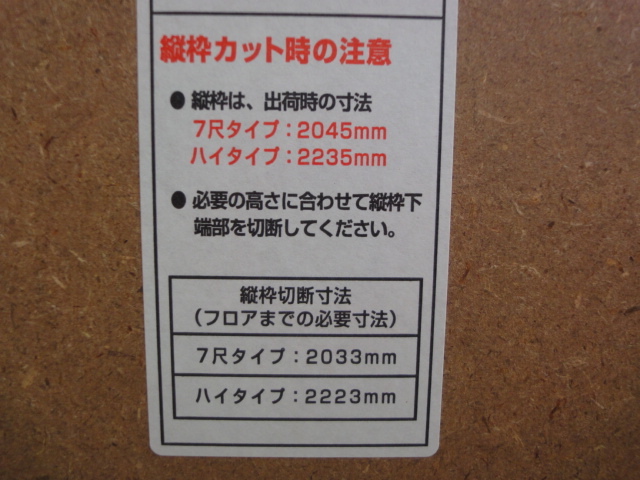 縦枠カット時の注意
● 縦枠は、出荷時の寸法
7尺タイプ：2045mm
ハイタイプ：2235mm
● 必要の高さに合わせて縦枠下
端部を切断してください。
縦枠切断寸法
（フロアまでの必要寸法）
7尺タイプ：2033mm
ハイタイプ：2223mm